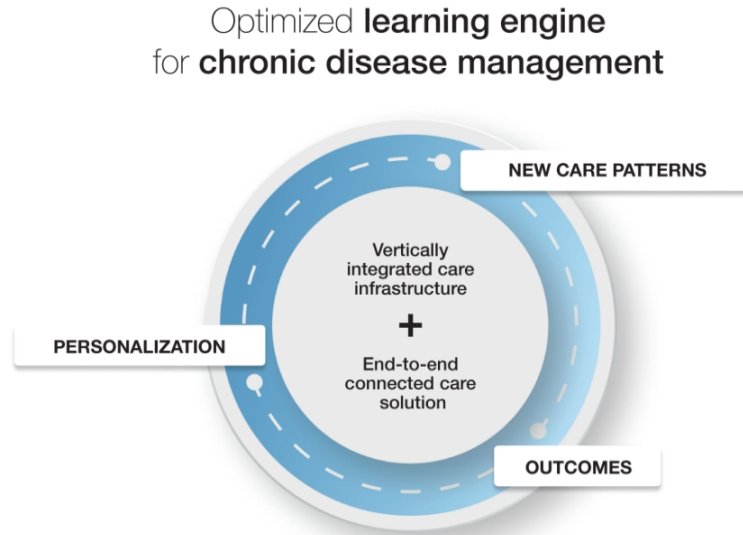 Optimized learning engine
for chronic disease management
NEW CARE PATTERNS
Vertically
integrated care
infrastructure
+
End-to-end
connected care
solution
PERSONALIZATION
OUTCOMES